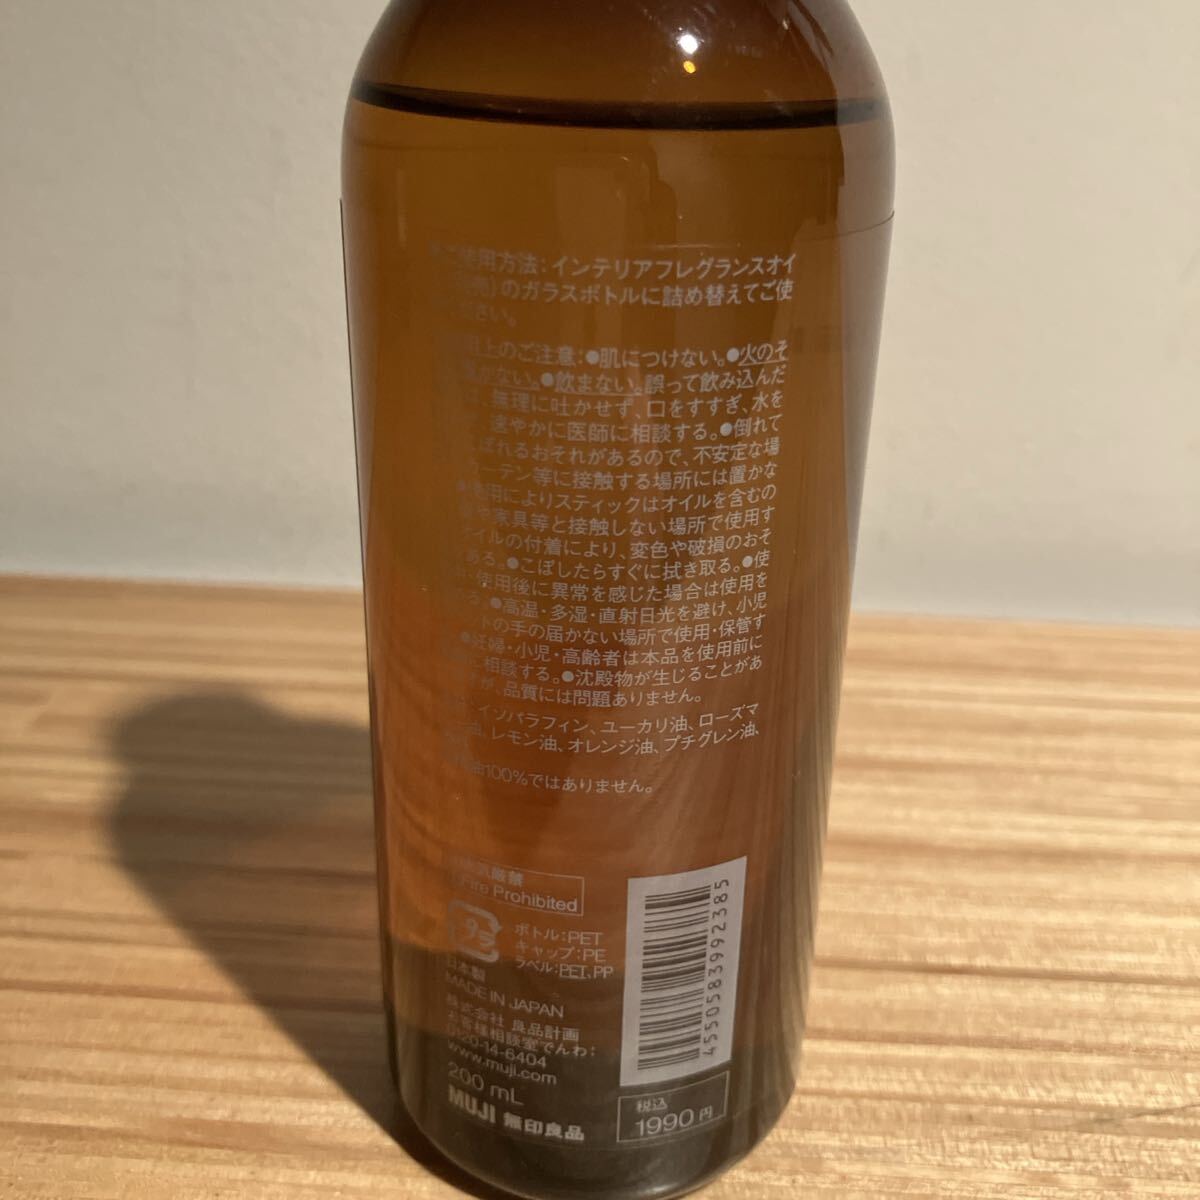 使用方法：インテリアフレグランスオイ
のガラスボトルに詰め替えてご使
ださい。
上のご注意：●肌につけない。●火のそ
かない。●飲まない。誤って飲み込んだ
は、無理に吐かせず、口をすすぎ、水を
速やかに医師に相談する。●倒れて
ぼれるおそれがあるので、不安定な場
カーテン等に接触する場所には置かな
使用によりスティックはオイルを含むの
や家具等と接触しない場所で使用す
オイルの付着により、変色や破損のおそ
ある。●こぼしたらすぐに拭き取る。●使
・使用後に異常を感じた場合は使用を
る。●高温・多湿・直射日光を避け、小児
ットの手の届かない場所で使用・保管す
●妊婦・小児・高齢者は本品を使用前に
相談する。●沈殿物が生じることがあ
が、品質には問題ありません。
：イソパラフィン、ユーカリ油、ローズマ
油、レモン油、オレンジ油、プチグレン油、
油100%ではありません。
厳禁
Fire Prohibited
プラ
ボトル：PET
キャップ：PE
ラベル：PET、PP
日本製
MADE IN JAPAN
株式会社 良品計画
お客様相談室でんわ：
0120-14-6404
www.muji.com
200 mL
MUJI 無印良品
4550583992385
税込
1990円